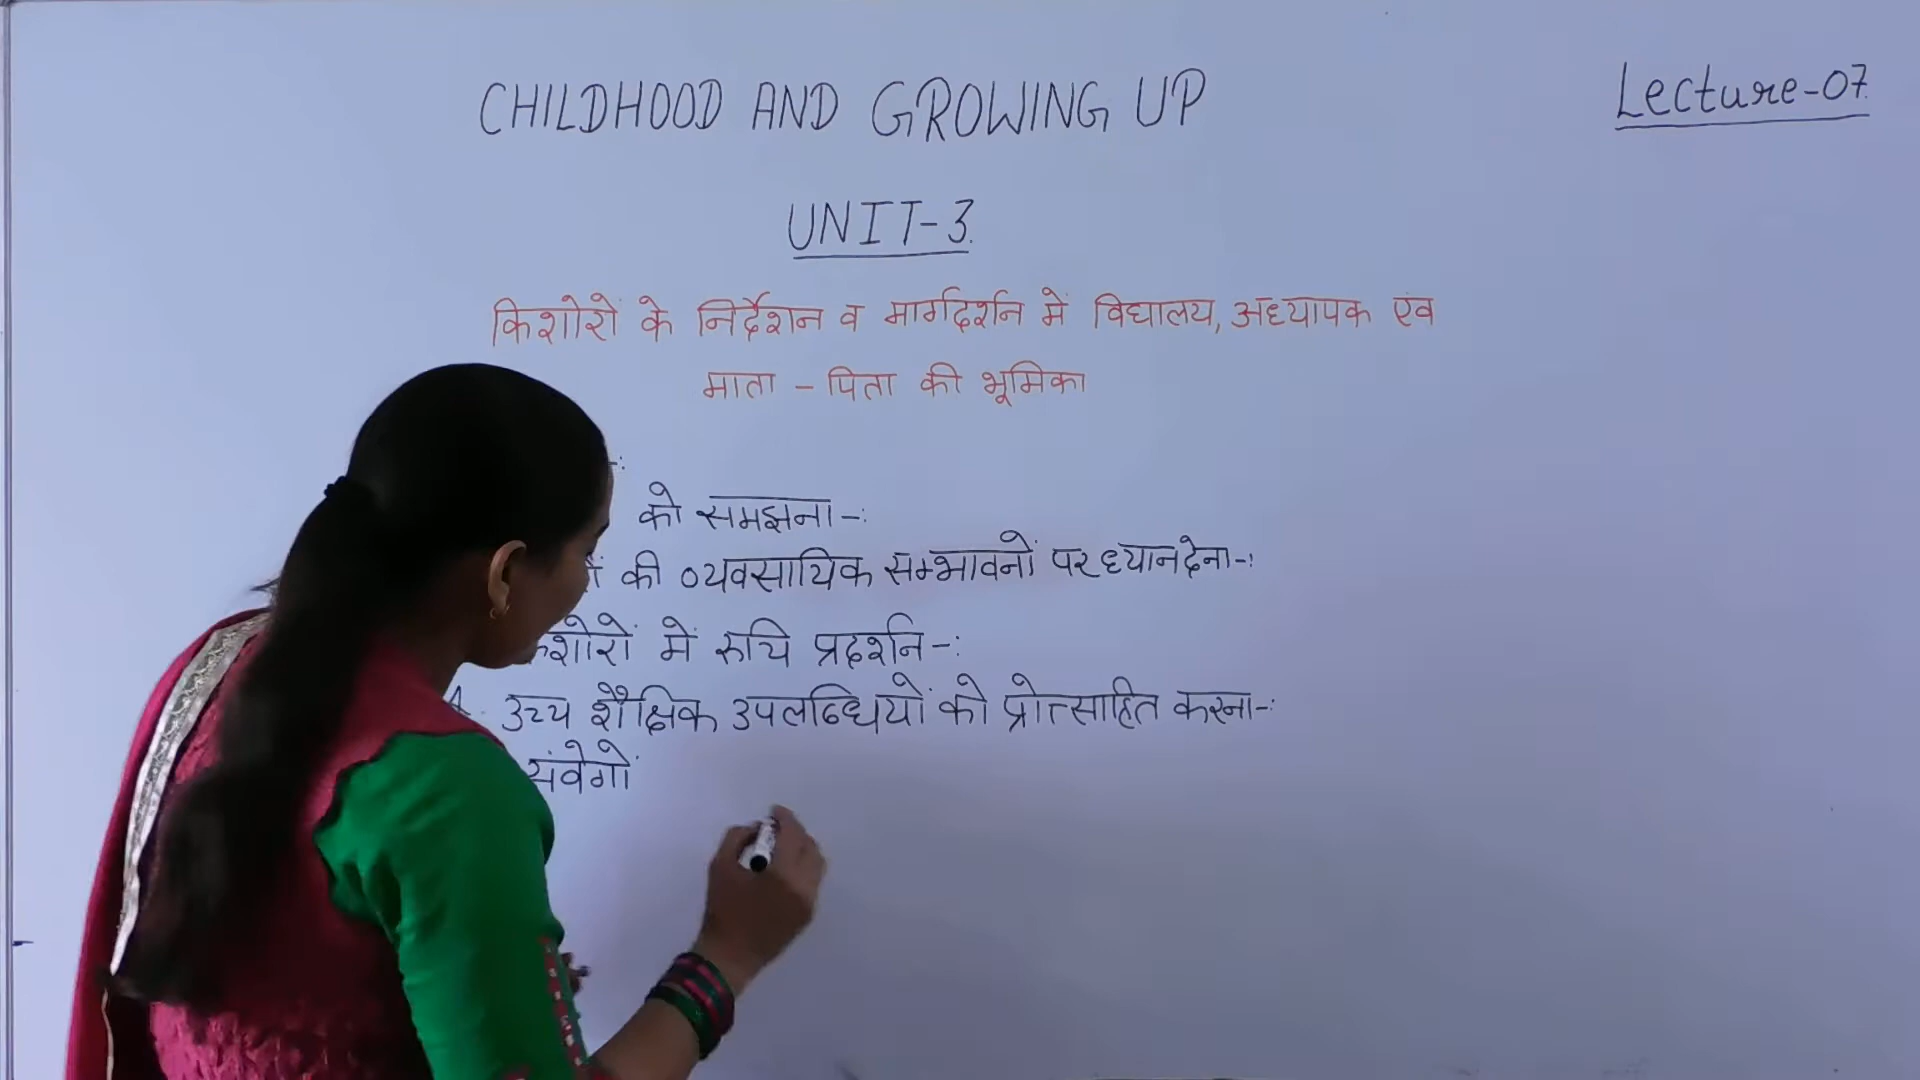 CHILDHOOD AND GROWING UP
Lecture-07
UNIT-3
किशोरों के निर्देशन व मार्गदर्शन में विद्यालय, अध्यापक एवं
माता - पिता की भूमिका
को समझना-:
की व्यवसायिक सम्भावनों पर ध्यान देना-:
में रुचि प्रदर्शन-:
4. उच्च शैक्षिक उपलब्धियों को प्रोत्साहित करना-:
संवेगों